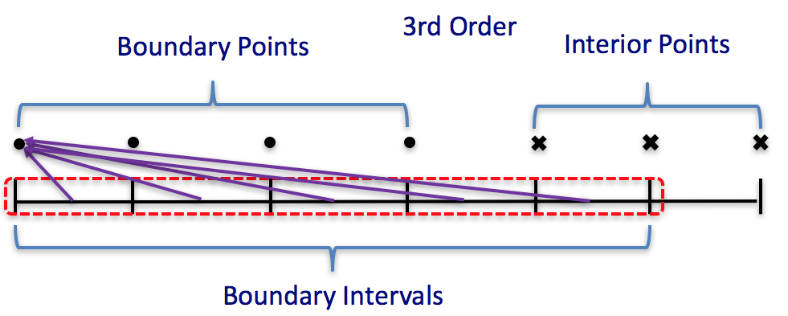 3rd Order
Boundary Points
Interior Points
Boundary Intervals